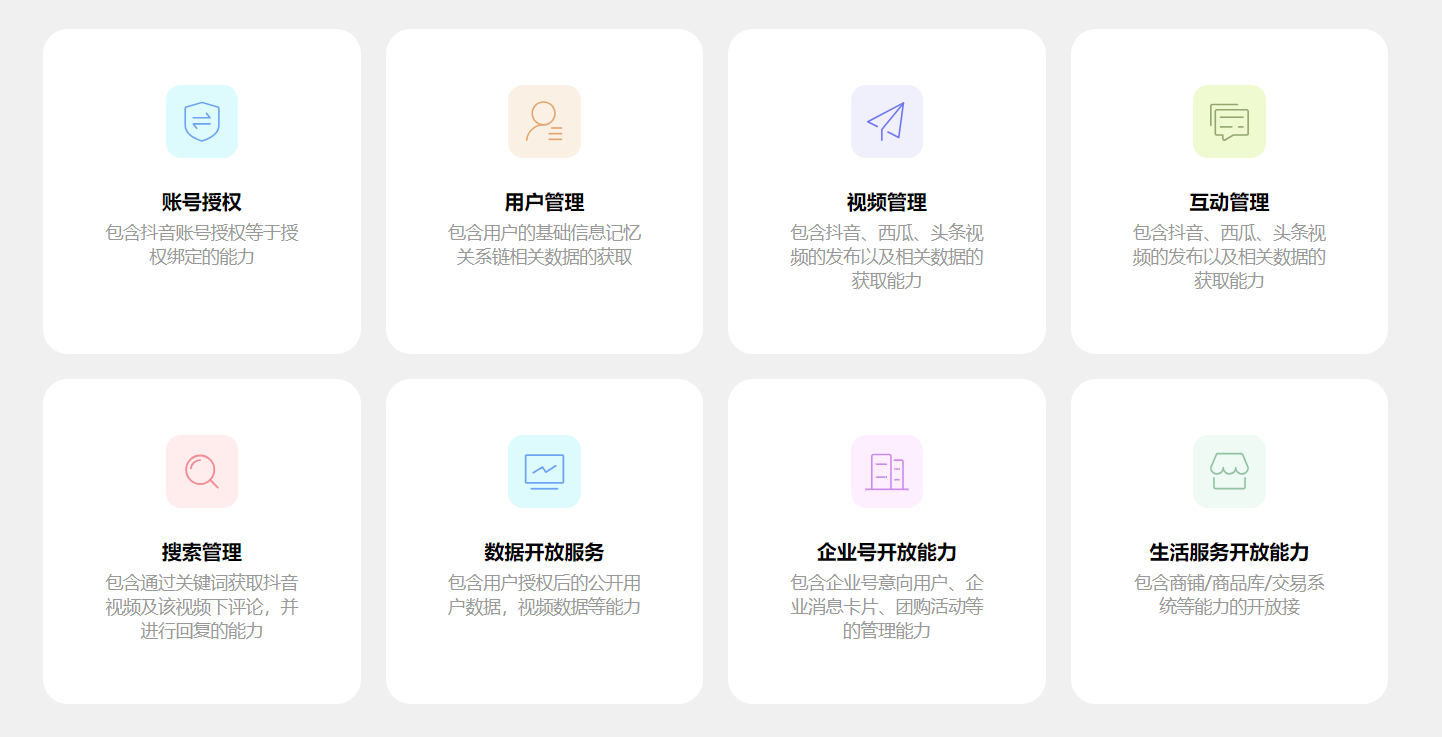 账号授权
包含抖音账号授权等于授
权绑定的能力
用户管理
包含用户的基础信息记忆
关系链相关数据的获取
视频管理
包含抖音、西瓜、头条视
频的发布以及相关数据的
获取能力
互动管理
包含抖音、西瓜、头条视
频的发布以及相关数据的
获取能力
搜索管理
包含通过关键词获取抖音
视频及该视频下评论，并
进行回复的能力
数据开放服务
包含用户授权后的公开用
户数据，视频数据等能力
企业号开放能力
包含企业号意向用户、企
业消息卡片、团购活动等
的管理能力
生活服务开放能力
包含商铺/商品库/交易系
统等能力的开放接